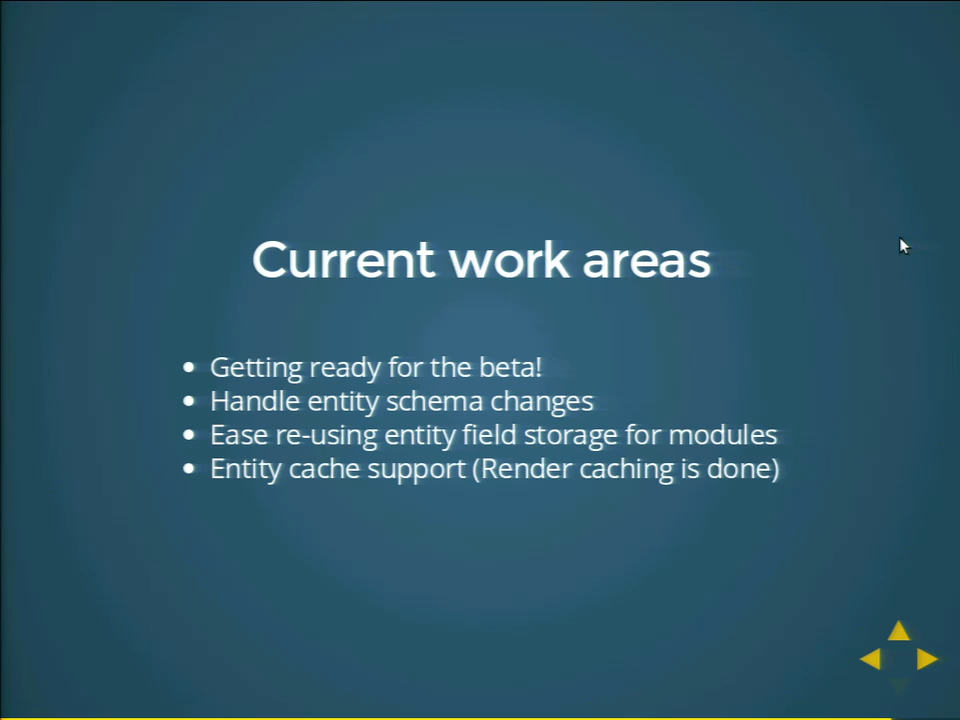 Current work areas
Getting ready for the beta!
Handle entity schema changes
Ease re-using entity field storage for modules
Entity cache support (Render caching is done)